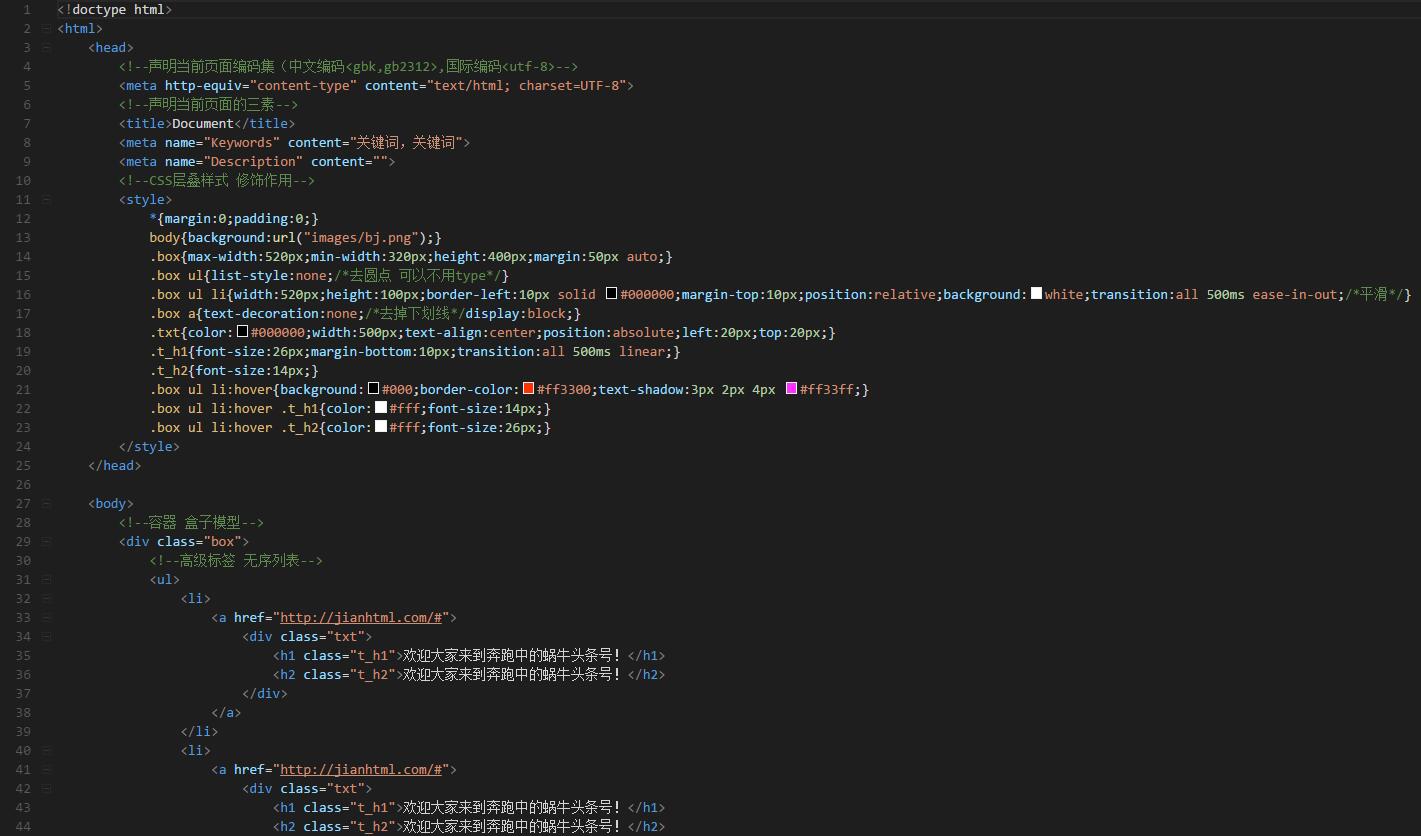 1 <!doctype html>
2 <html>
3 <head>
4 <!--声明当前页面编码集（中文编码<gbk,gb2312>,国际编码<utf-8>-->
5 <meta http-equiv="content-type" content="text/html; charset=UTF-8">
6 <!--声明当前页面的三素-->
7 <title>Document</title>
8 <meta name="Keywords" content="关键词，关键词">
9 <meta name="Description" content="">
10 <!--CSS层叠样式 修饰作用-->
11 <style>
12 *{margin:0;padding:0;}
13 body{background:url("images/bj.png");}
14 .box{max-width:520px;min-width:320px;height:400px;margin:50px auto;}
15 .box ul{list-style:none;/*去圆点 可以不用type*/}
16 .box ul li{width:520px;height:100px;border-left:10px solid #000000;margin-top:10px;position:relative;background:white;transition:all 500ms ease-in-out;/*平滑*/}
17 .box a{text-decoration:none;/*去掉下划线*/display:block;}
18 .txt{color:#000000;width:500px;text-align:center;position:absolute;left:20px;top:20px;}
19 .t_h1{font-size:26px;margin-bottom:10px;transition:all 500ms linear;}
20 .t_h2{font-size:14px;}
21 .box ul li:hover{background:#000;border-color:#ff3300;text-shadow:3px 2px 4px #ff33ff;}
22 .box ul li:hover .t_h1{color:#fff;font-size:14px;}
23 .box ul li:hover .t_h2{color:#fff;font-size:26px;}
24 </style>
25 </head>
26
27 <body>
28 <!--容器 盒子模型-->
29 <div class="box">
30 <!--高级标签 无序列表-->
31 <ul>
32 <li>
33 <a href="http://jianhtml.com/#">
34 <div class="txt">
35 <h1 class="t_h1">欢迎大家来到奔跑中的蜗牛头条号！</h1>
36 <h2 class="t_h2">欢迎大家来到奔跑中的蜗牛头条号！</h2>
37 </div>
38 </a>
39 </li>
40 <li>
41 <a href="http://jianhtml.com/#">
42 <div class="txt">
43 <h1 class="t_h1">欢迎大家来到奔跑中的蜗牛头条号！</h1>
44 <h2 class="t_h2">欢迎大家来到奔跑中的蜗牛头条号！</h2>